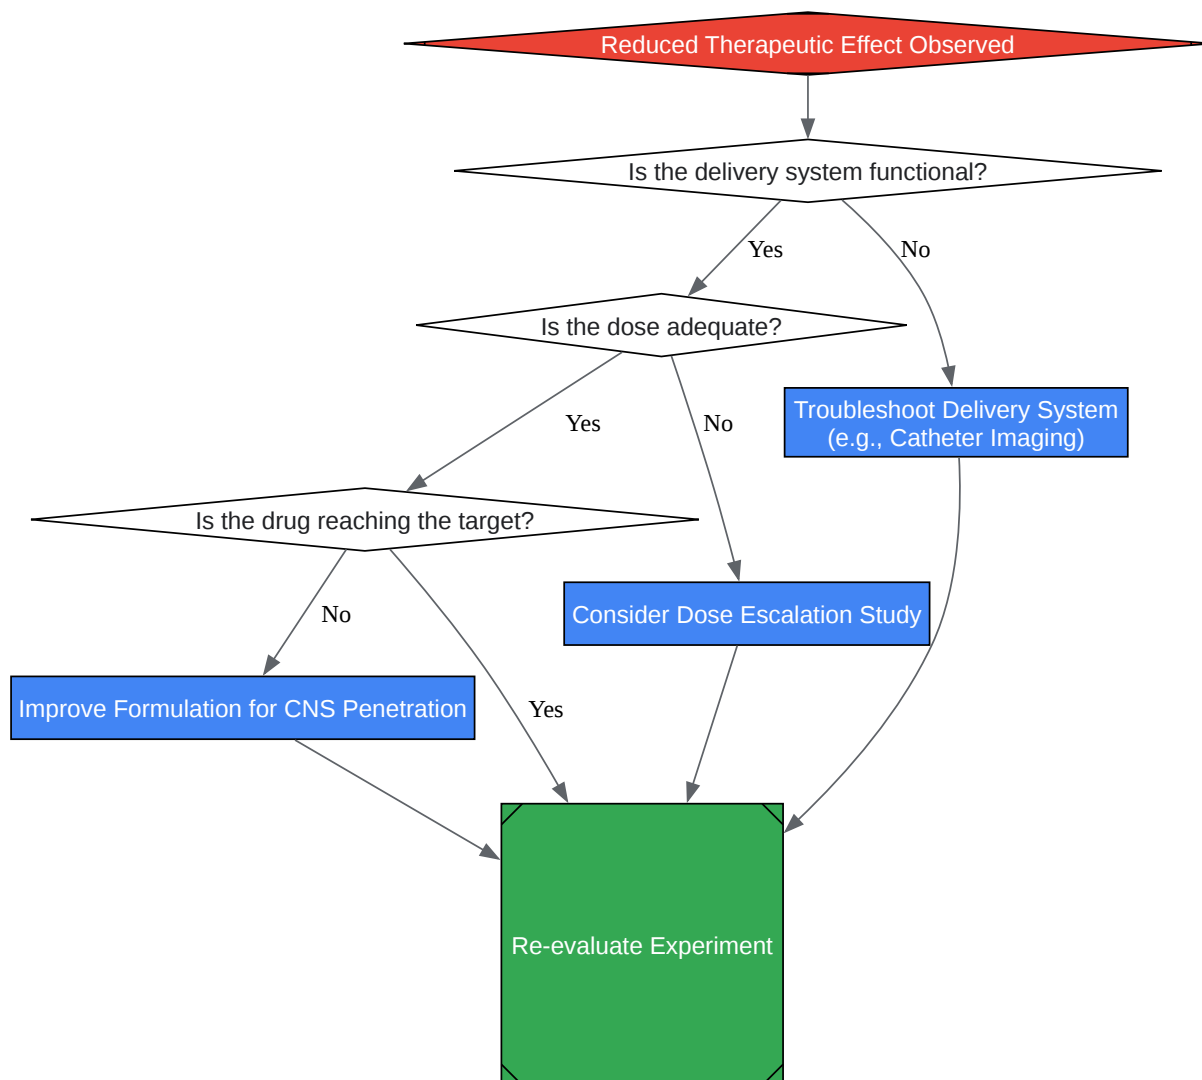 Reduced Therapeutic Effect Observed
Is the delivery system functional?
Yes
No
Is the dose adequate?
Troubleshoot Delivery System
(e.g., Catheter Imaging)
Yes
No
Is the drug reaching the target?
No
Consider Dose Escalation Study
Improve Formulation for CNS Penetration
Yes
Re-evaluate Experiment